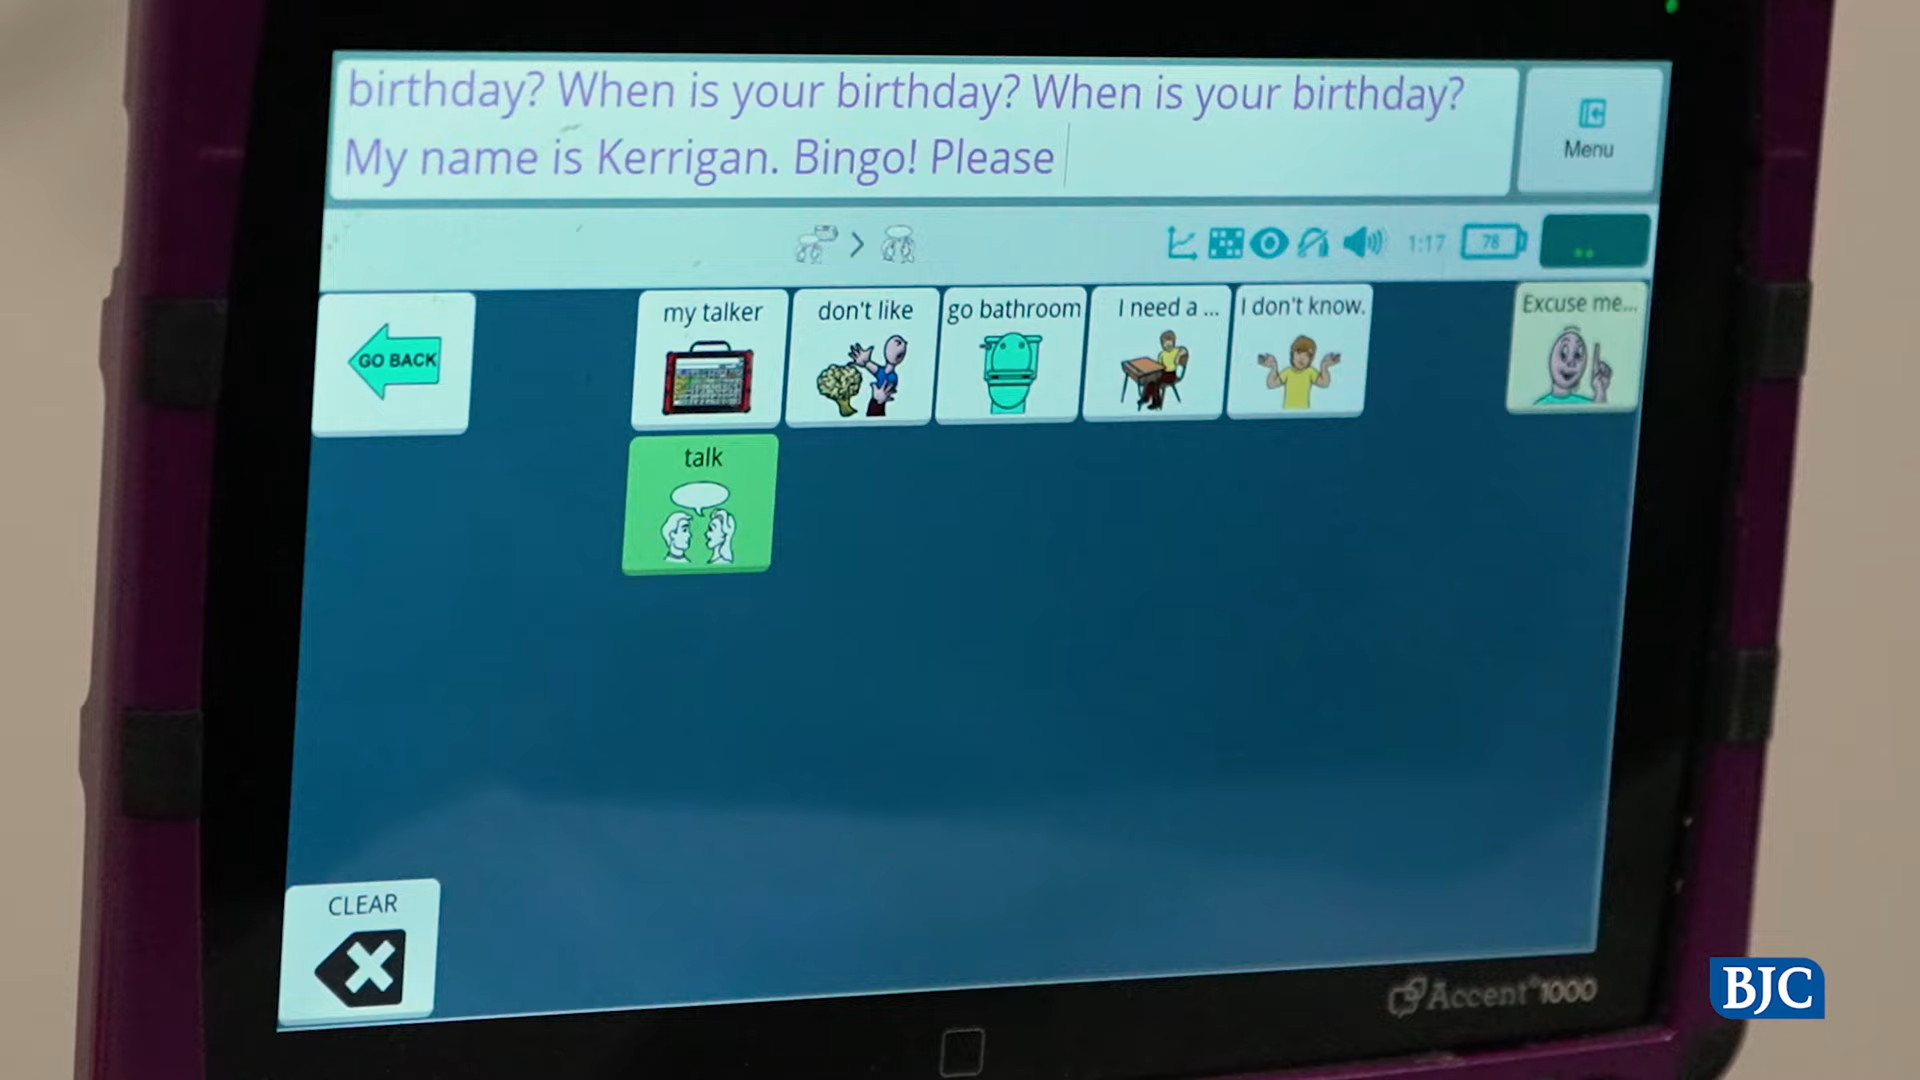 birthday? When is your birthday? When is your birthday?
My name is Kerrigan. Bingo! Please
Menu
1:17
78
GO BACK
my talker
don't like
go bathroom
I need a ...
I don't know.
Excuse me...
talk
CLEAR
Accent®1000
BJC